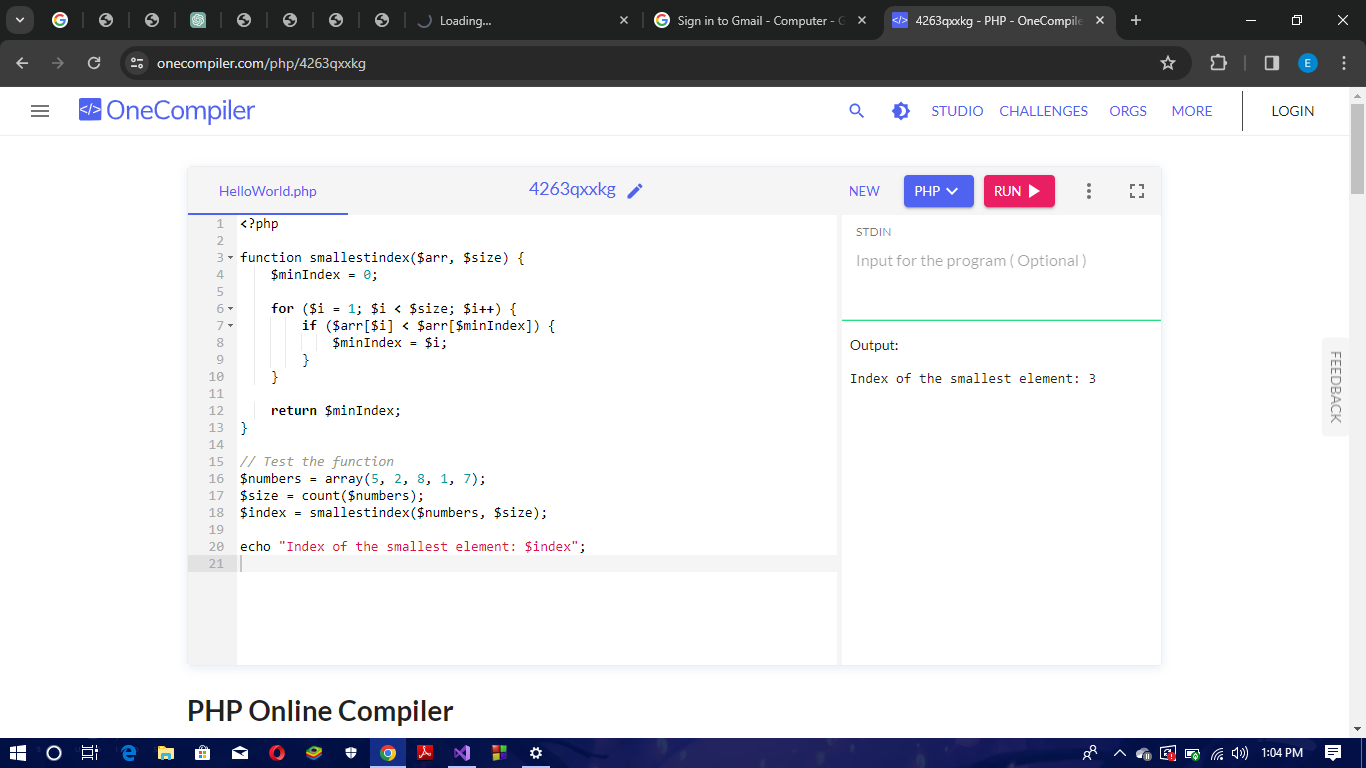 Loading...
Sign in to Gmail - Computer - G
4263qxxkg - PHP - OneCompile
onecompiler.com/php/4263qxxkg
E
</> OneCompiler
STUDIO
CHALLENGES
ORGS
MORE
LOGIN
HelloWorld.php
4263qxxkg
NEW
PHP
RUN
1 <?php
2
3 function smallestindex($arr, $size) {
4     $minIndex = 0;
5
6     for ($i = 1; $i < $size; $i++) {
7         if ($arr[$i] < $arr[$minIndex]) {
8             $minIndex = $i;
9         }
10     }
11
12     return $minIndex;
13 }
14
15 // Test the function
16 $numbers = array(5, 2, 8, 1, 7);
17 $size = count($numbers);
18 $index = smallestindex($numbers, $size);
19
20 echo "Index of the smallest element: $index";
21
STDIN
Input for the program ( Optional )
Output:
Index of the smallest element: 3
FEEDBACK
PHP Online Compiler
1:04 PM